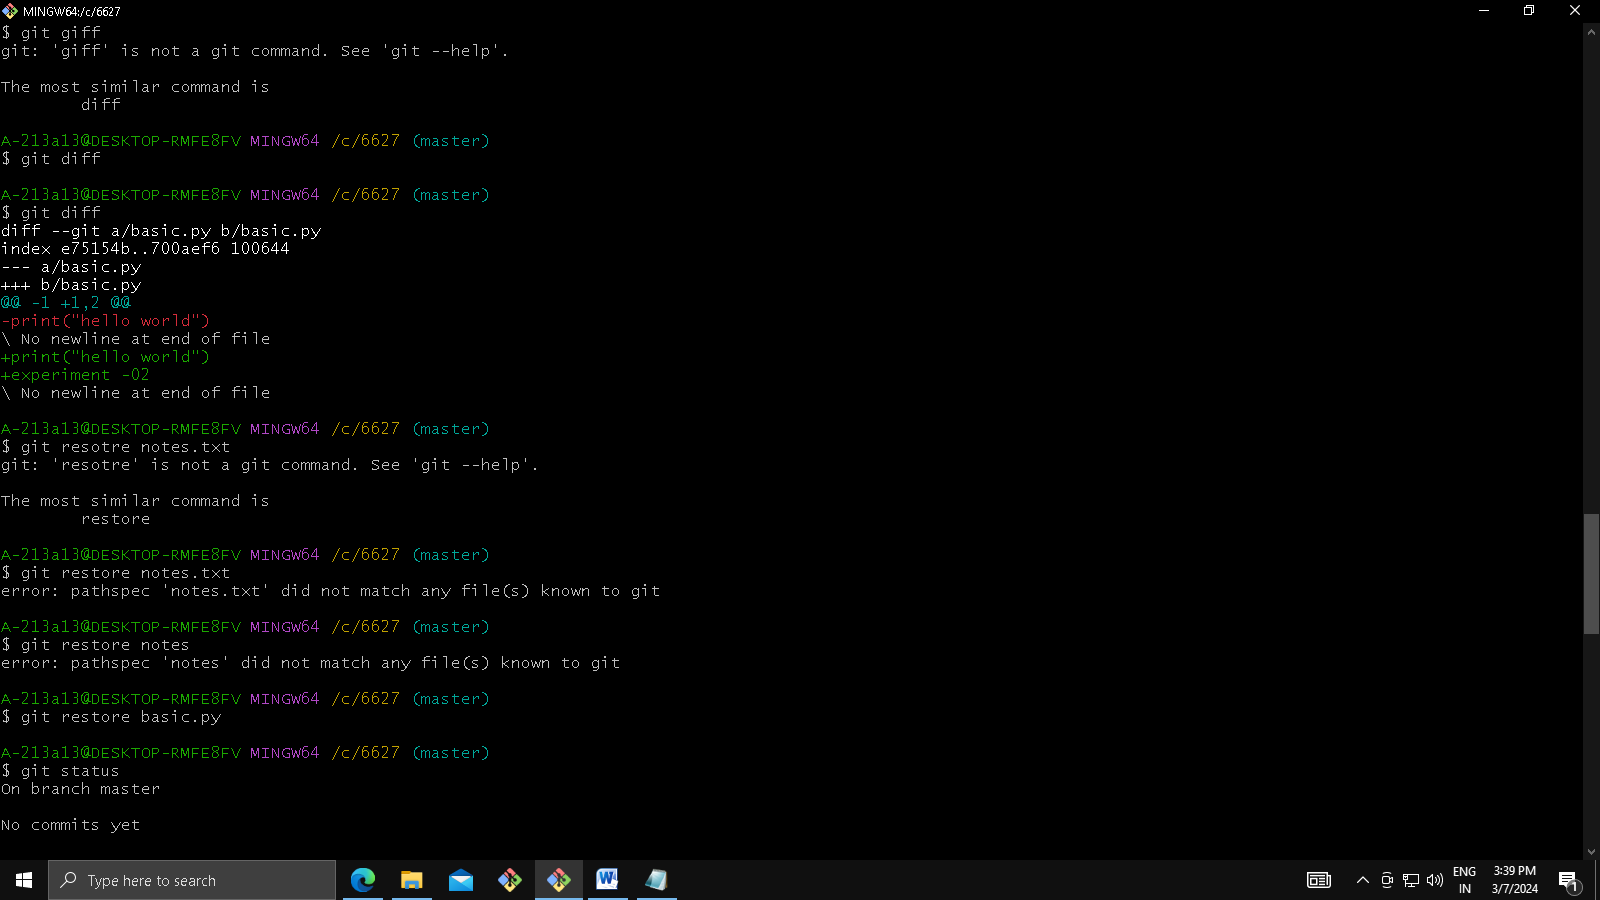 MINGW64:/c/6627
$ git giff
git: 'giff' is not a git command. See 'git --help'.
The most similar command is
diff
A-213a13@DESKTOP-RMFE8FV MINGW64 /c/6627 (master)
$ git diff
A-213a13@DESKTOP-RMFE8FV MINGW64 /c/6627 (master)
$ git diff
diff --git a/basic.py b/basic.py
index e75154b..700aef6 100644
--- a/basic.py
+++ b/basic.py
@@ -1 +1,2 @@
-print("hello world")
\ No newline at end of file
+print("hello world")
+experiment -02
\ No newline at end of file
A-213a13@DESKTOP-RMFE8FV MINGW64 /c/6627 (master)
$ git resotre notes.txt
git: 'resotre' is not a git command. See 'git --help'.
The most similar command is
restore
A-213a13@DESKTOP-RMFE8FV MINGW64 /c/6627 (master)
$ git restore notes.txt
error: pathspec 'notes.txt' did not match any file(s) known to git
A-213a13@DESKTOP-RMFE8FV MINGW64 /c/6627 (master)
$ git restore notes
error: pathspec 'notes' did not match any file(s) known to git
A-213a13@DESKTOP-RMFE8FV MINGW64 /c/6627 (master)
$ git restore basic.py
A-213a13@DESKTOP-RMFE8FV MINGW64 /c/6627 (master)
$ git status
On branch master
No commits yet
Type here to search
W
ENG
IN
3:39 PM
3/7/2024
1